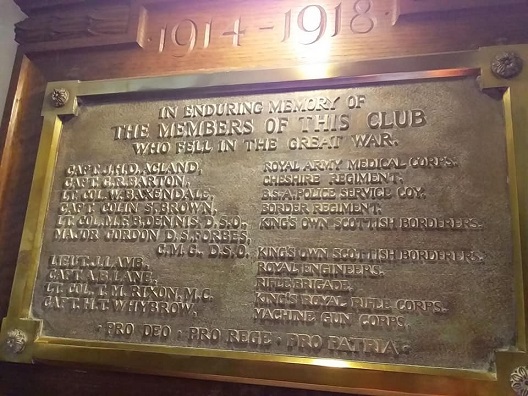 1914-1918
IN ENDURING MEMORY OF
THE MEMBERS OF THIS CLUB
WHO FELL IN THE GREAT WAR.
CAPT. J.H.D. ACLAND, ROYAL ARMY MEDICAL CORPS.
CAPT. C.R. BARTON, CHESHIRE REGIMENT.
LT. COL. W. BAXENDALE, B.S.A. POLICE SERVICE COY.
CAPT. COLIN S. BROWN, BORDER REGIMENT.
LT. COL. M.F.B. DENNIS, D.S.O., KING'S OWN SCOTTISH BORDERERS.
MAJOR GORDON D.S. FORBES,
C.M.G., D.S.O. KING'S OWN SCOTTISH BORDERERS.
LIEUT. J. LAMB, ROYAL ENGINEERS.
CAPT. A.B. LANE, RIFLE BRIGADE.
LT. COL. T. M. RIXON, M.C. KING'S ROYAL RIFLE CORPS.
CAPT. H.T. WHYBROW, MACHINE GUN CORPS.
· PRO DEO · PRO REGE · PRO PATRIA ·